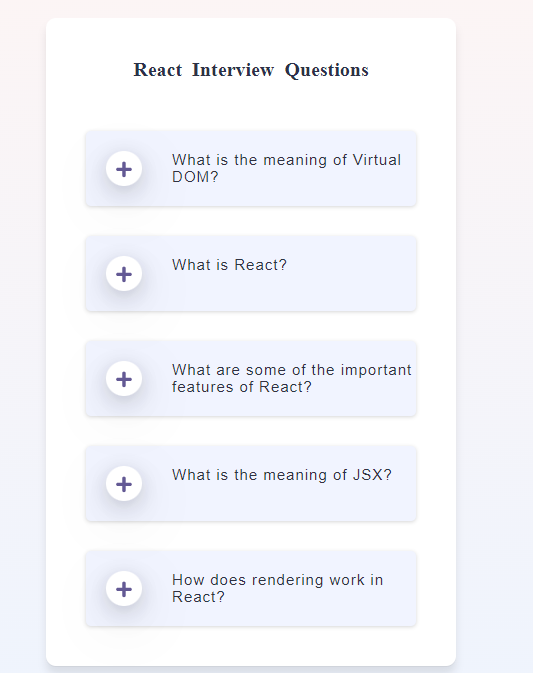 React Interview Questions
What is the meaning of Virtual
DOM?
What is React?
What are some of the important
features of React?
What is the meaning of JSX?
How does rendering work in
React?